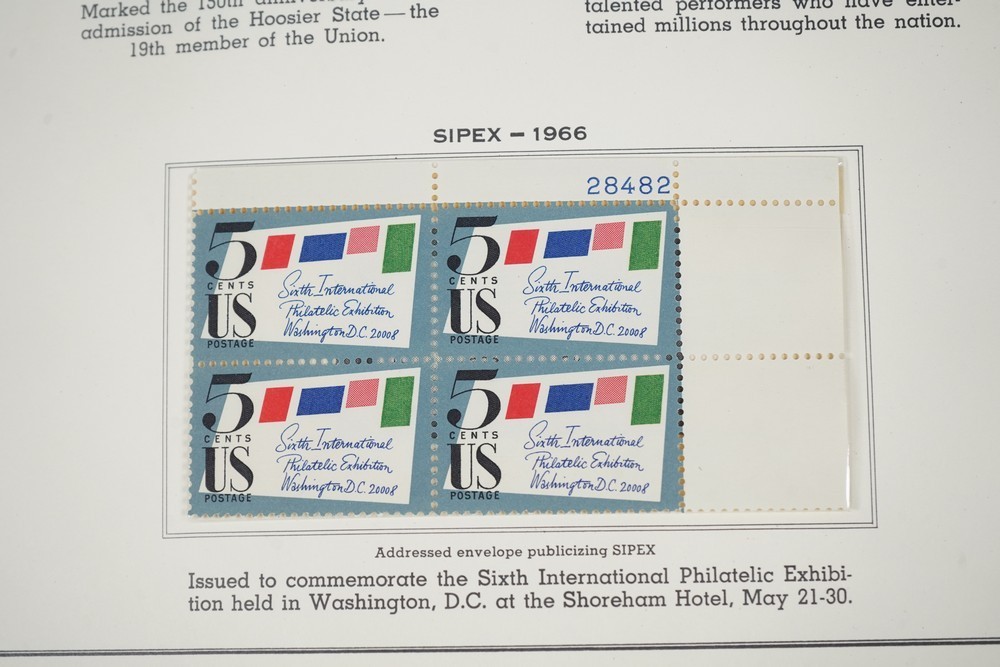 Marked the 150th
admission of the Hoosier State — the
19th member of the Union.
talented performers who have enter-
tained millions throughout the nation.
SIPEX – 1966
28482
5
CENTS
US
POSTAGE
Sixth International
Philatelic Exhibition
Washington D.C. 20008
5
CENTS
US
POSTAGE
Sixth International
Philatelic Exhibition
Washington D.C. 20008
5
CENTS
US
POSTAGE
Sixth International
Philatelic Exhibition
Washington D.C. 20008
5
CENTS
US
POSTAGE
Sixth International
Philatelic Exhibition
Washington D.C. 20008
Addressed envelope publicizing SIPEX
Issued to commemorate the Sixth International Philatelic Exhibi-
tion held in Washington, D.C. at the Shoreham Hotel, May 21-30.